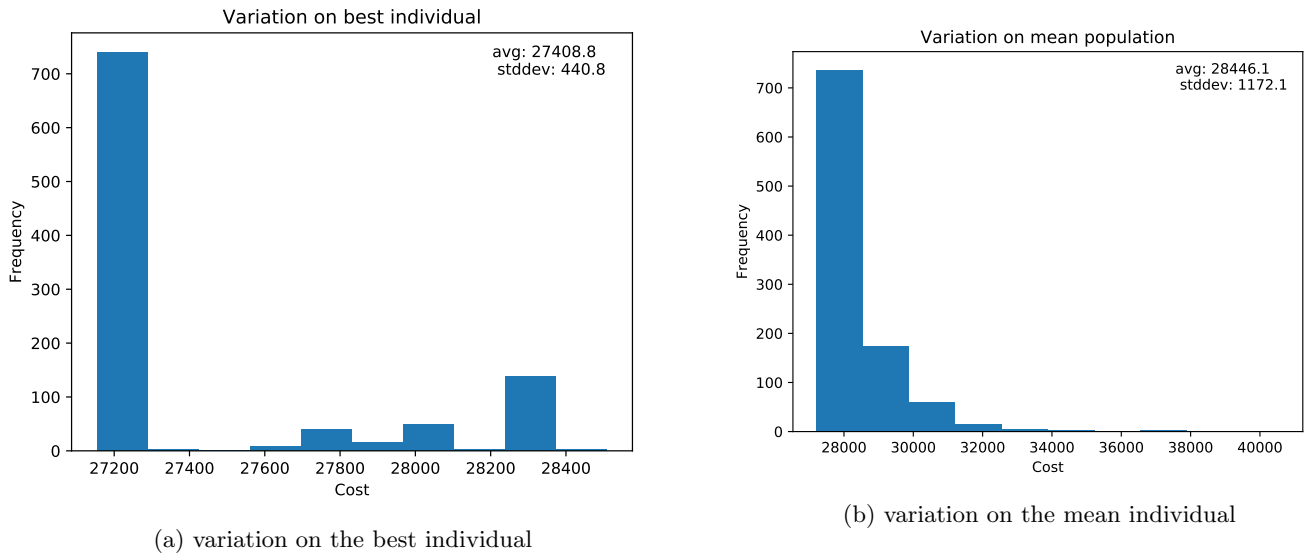 Variation on best individual
avg: 27408.8
stddev: 440.8
700
600
500
400
300
200
100
0
Frequency
27200 27400 27600 27800 28000 28200 28400
Cost
(a) variation on the best individual
Variation on mean population
avg: 28446.1
stddev: 1172.1
700
600
500
400
300
200
100
0
Frequency
28000 30000 32000 34000 36000 38000 40000
Cost
(b) variation on the mean individual